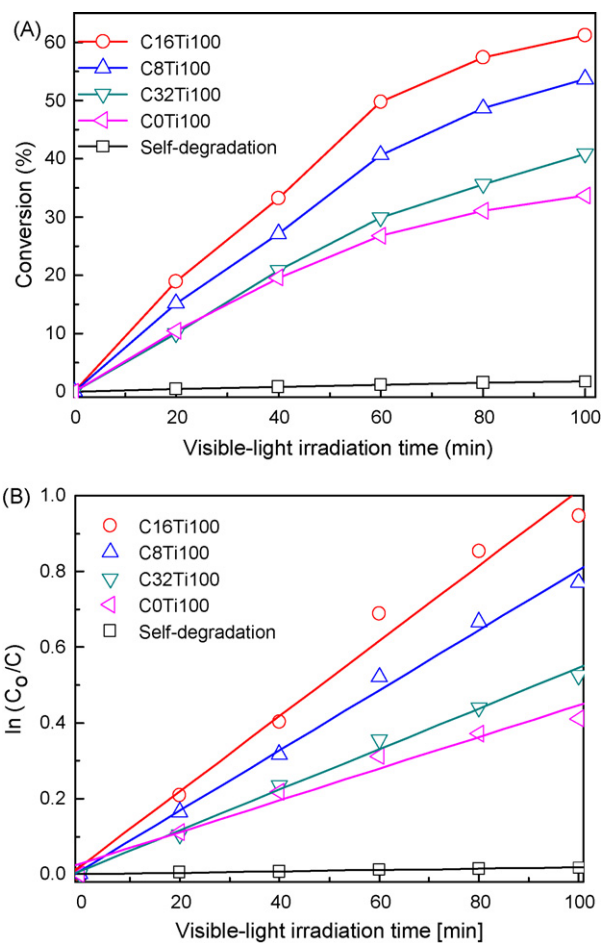 (A)
60
50
40
30
20
10
0
Conversion (%)
C16Ti100
C8Ti100
C32Ti100
C0Ti100
Self-degradation
0 20 40 60 80 100
Visible-light irradiation time (min)
(B)
1.0
0.8
0.6
0.4
0.2
0.0
ln (Co/C)
C16Ti100
C8Ti100
C32Ti100
C0Ti100
Self-degradation
0 20 40 60 80 100
Visible-light irradiation time [min]